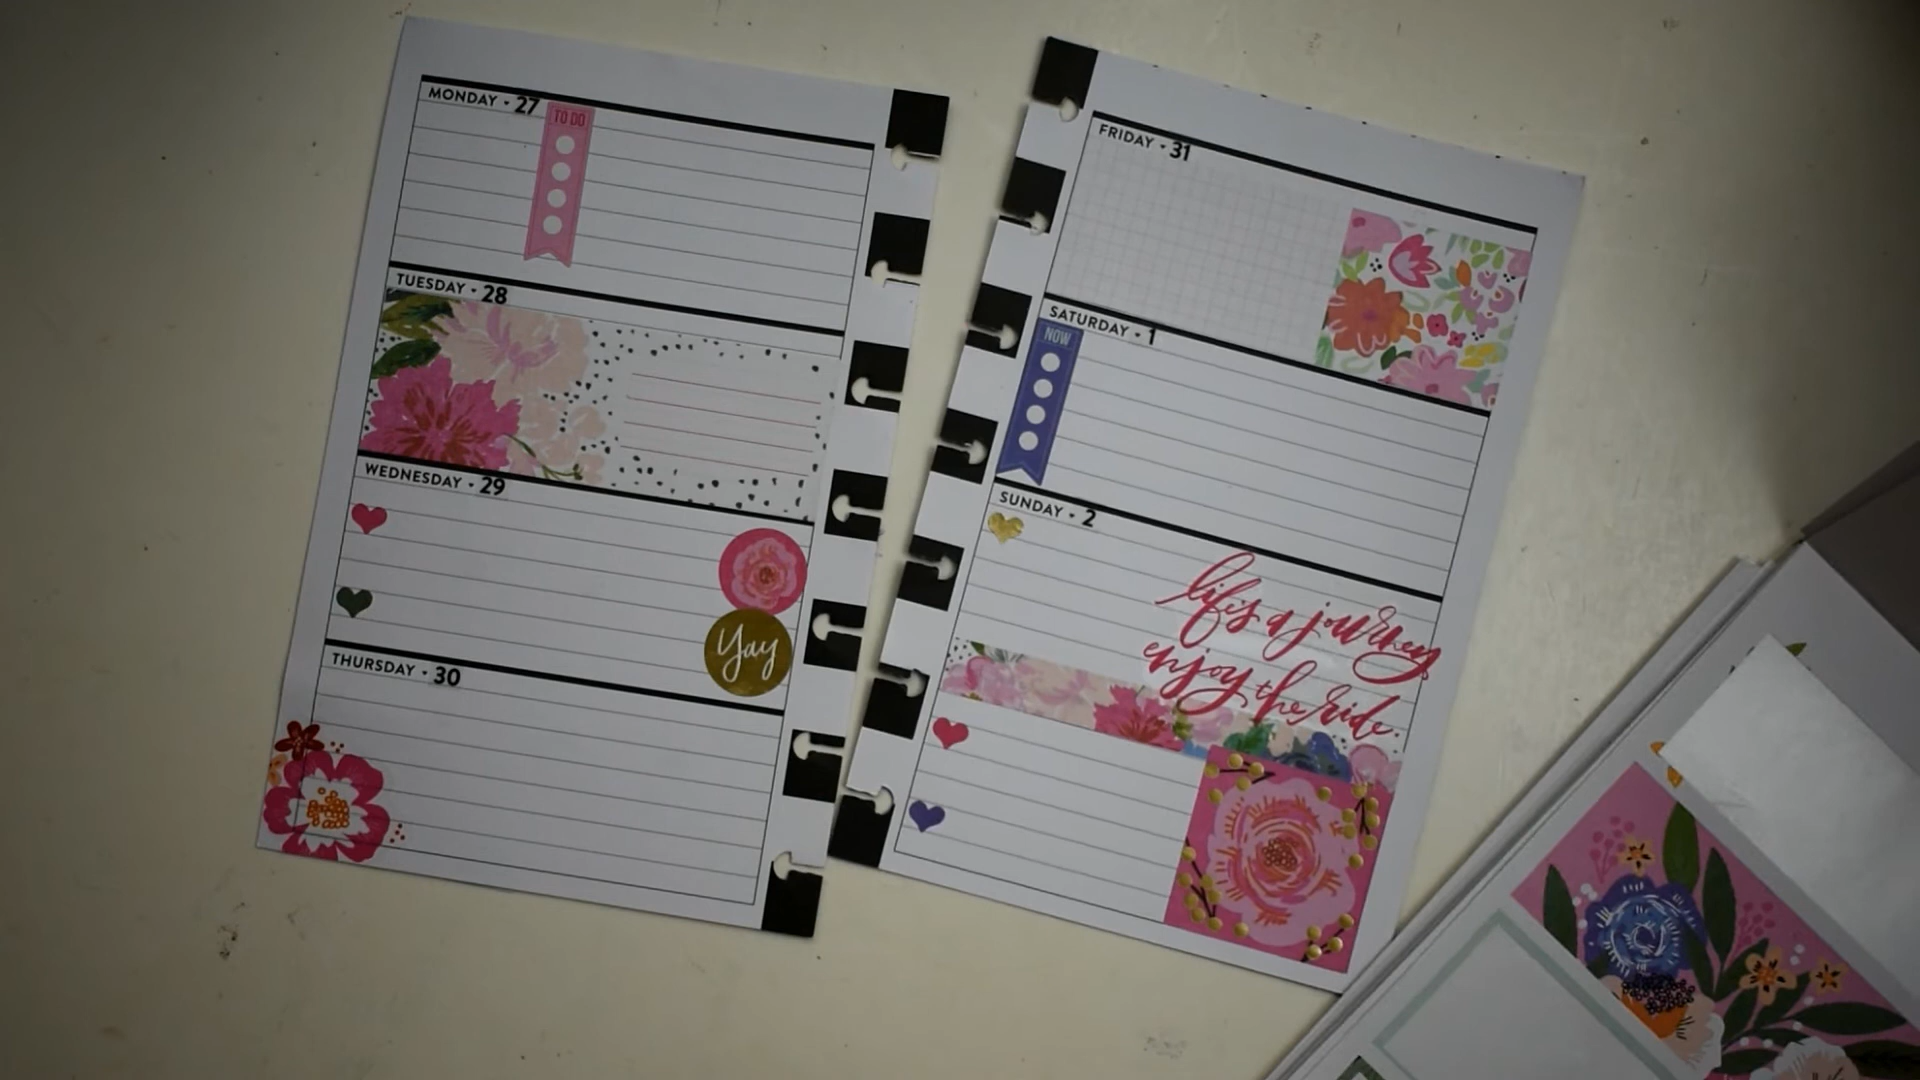 MONDAY • 27
TO DO
TUESDAY • 28
WEDNESDAY • 29
Yay
THURSDAY • 30
FRIDAY • 31
SATURDAY • 1
NOW
SUNDAY • 2
life's a journey
enjoy the ride.